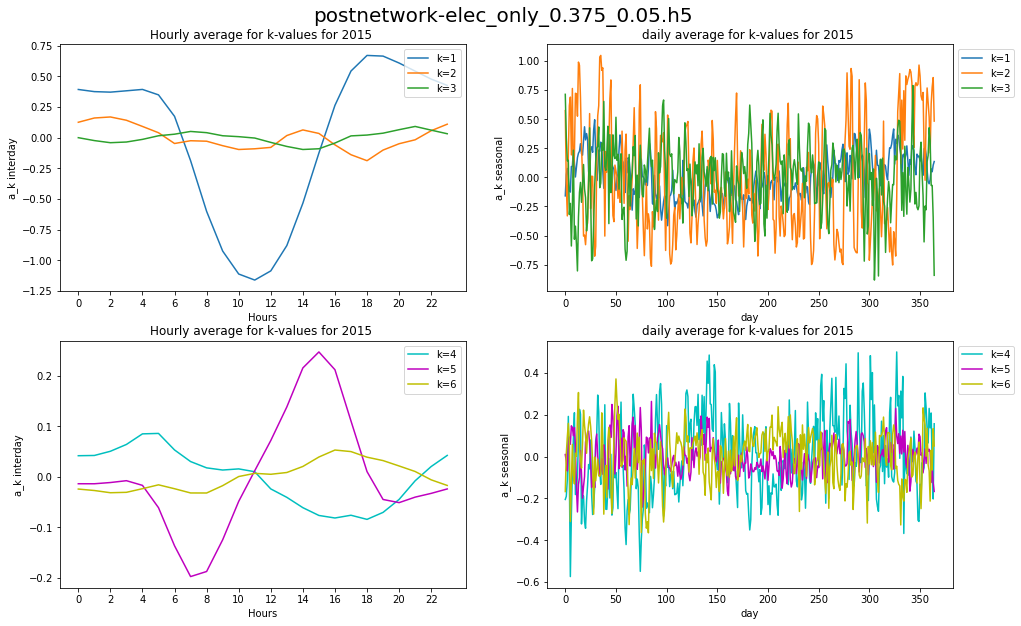 postnetwork-elec_only_0.375_0.05.h5
Hourly average for k-values for 2015
0.75
0.50
0.25
0.00
−0.25
−0.50
−0.75
−1.00
−1.25
a_k interday
0 2 4 6 8 10 12 14 16 18 20 22
Hours
k=1
k=2
k=3
daily average for k-values for 2015
1.00
0.75
0.50
0.25
0.00
−0.25
−0.50
−0.75
a_k seasonal
0 50 100 150 200 250 300 350
day
k=1
k=2
k=3
Hourly average for k-values for 2015
0.2
0.1
0.0
−0.1
−0.2
a_k interday
0 2 4 6 8 10 12 14 16 18 20 22
Hours
k=4
k=5
k=6
daily average for k-values for 2015
0.4
0.2
0.0
−0.2
−0.4
−0.6
a_k seasonal
0 50 100 150 200 250 300 350
day
k=4
k=5
k=6